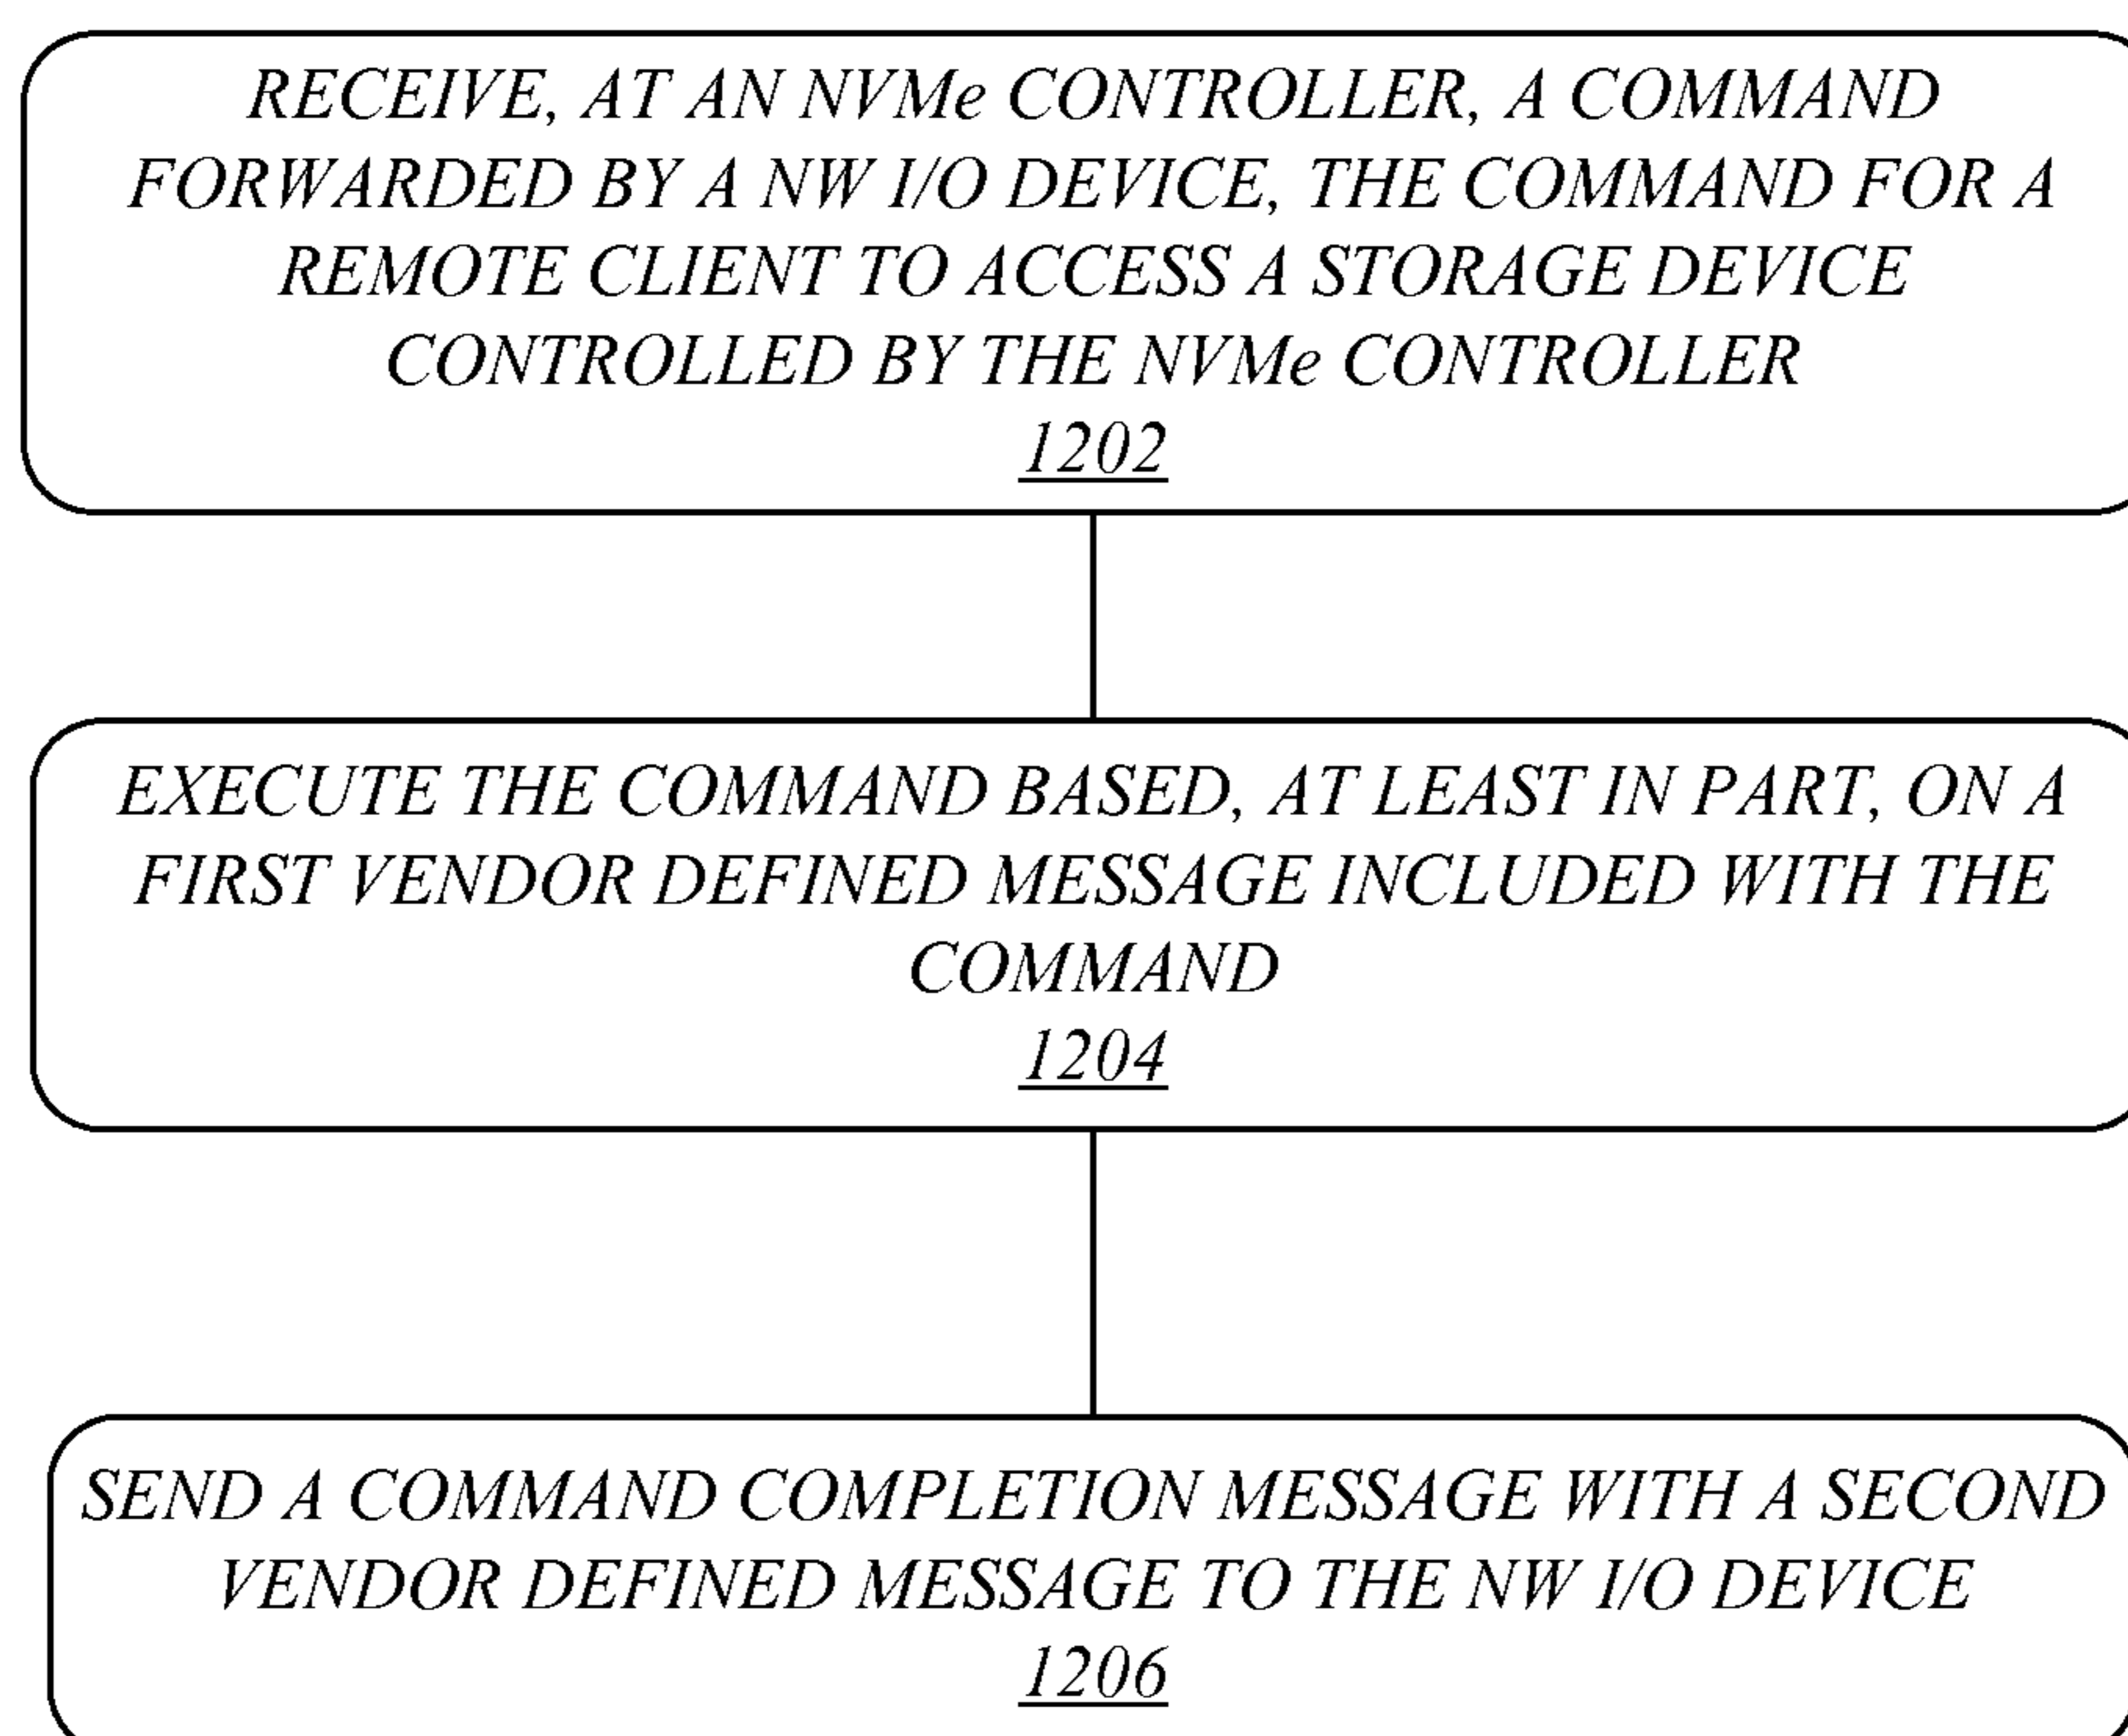 RECEIVE, AT AN NVMe CONTROLLER, A COMMAND
FORWARDED BY A NW I/O DEVICE, THE COMMAND FOR A
REMOTE CLIENT TO ACCESS A STORAGE DEVICE
CONTROLLED BY THE NVMe CONTROLLER
1202
EXECUTE THE COMMAND BASED, AT LEAST IN PART, ON A
FIRST VENDOR DEFINED MESSAGE INCLUDED WITH THE
COMMAND
1204
SEND A COMMAND COMPLETION MESSAGE WITH A SECOND
VENDOR DEFINED MESSAGE TO THE NW I/O DEVICE
1206